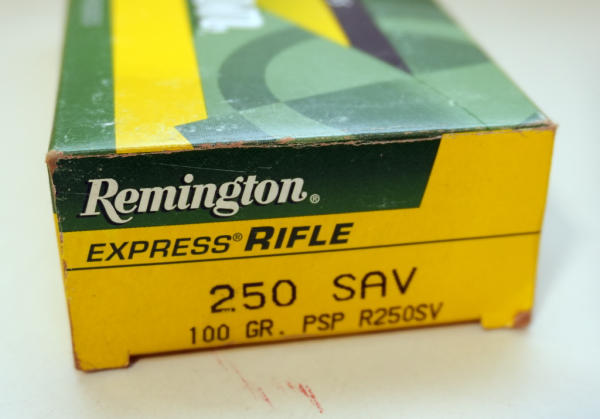 Remington®
EXPRESS® RIFLE
250 SAV
100 GR. PSP R250SV